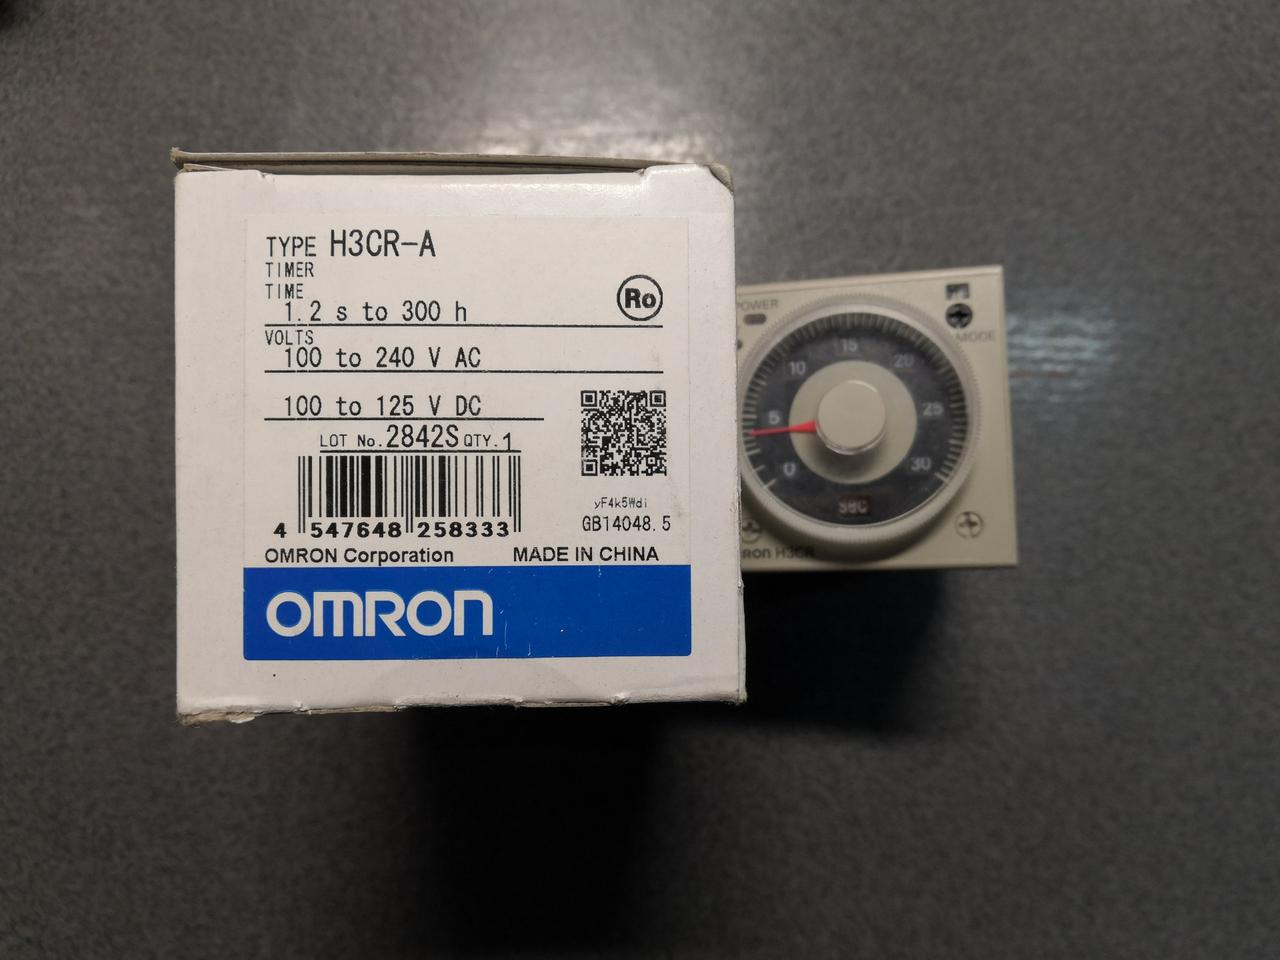 TYPE H3CR-A
TIMER
TIME
1.2 s to 300 h
Ro
VOLTS
100 to 240 V AC
100 to 125 V DC
LOT No. 2842S QTY. 1
4 547648 258333
yF4k5Wdi
GB14048.5
OMRON Corporation MADE IN CHINA
OMRON
POWER
MODE
0
5
10
15
20
25
30
sec
RON H3CR